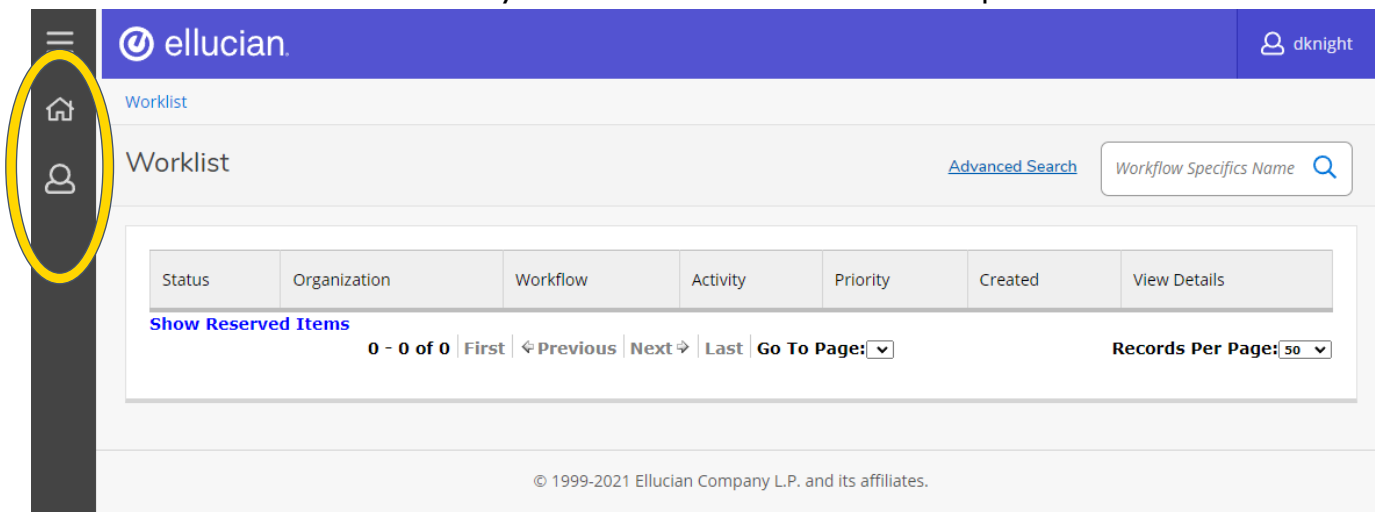 ellucian.
dknight
Worklist
Worklist
Advanced Search
Workflow Specifics Name
Status Organization Workflow Activity Priority Created View Details
Show Reserved Items
0 - 0 of 0 First Previous Next Last Go To Page: Records Per Page: 50
© 1999-2021 Ellucian Company L.P. and its affiliates.